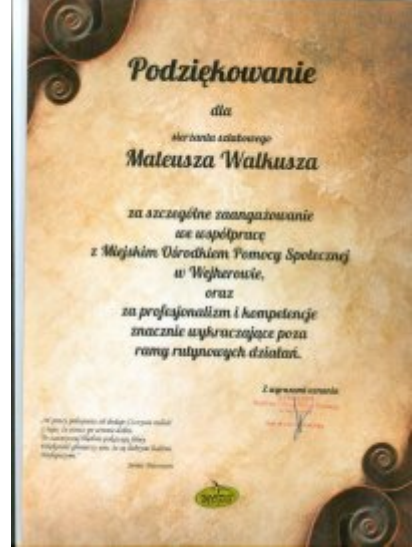 Podziękowanie
dla
sierżanta sztabowego
Mateusza Walkusza
za szczególne zaangażowanie
we współpracę
z Miejskim Ośrodkiem Pomocy Społecznej
w Wejherowie,
oraz
za profesjonalizm i kompetencje
znacznie wykraczające poza
ramy rutynowych działań.
Z wyrazami uznania